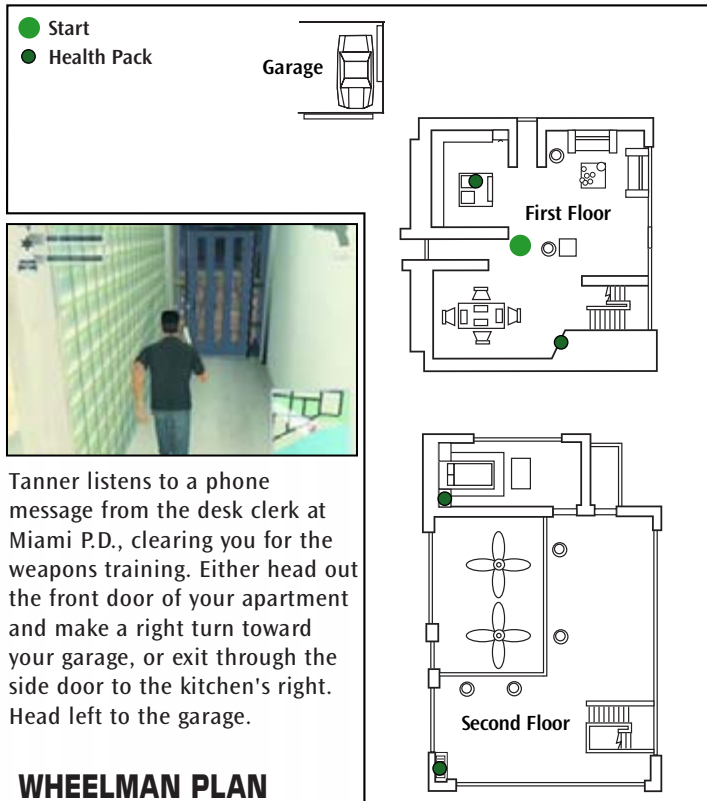 Start
Health Pack
Garage
First Floor
Tanner listens to a phone
message from the desk clerk at
Miami P.D., clearing you for the
weapons training. Either head out
the front door of your apartment
and make a right turn toward
your garage, or exit through the
side door to the kitchen's right.
Head left to the garage.
Second Floor
WHEELMAN PLAN